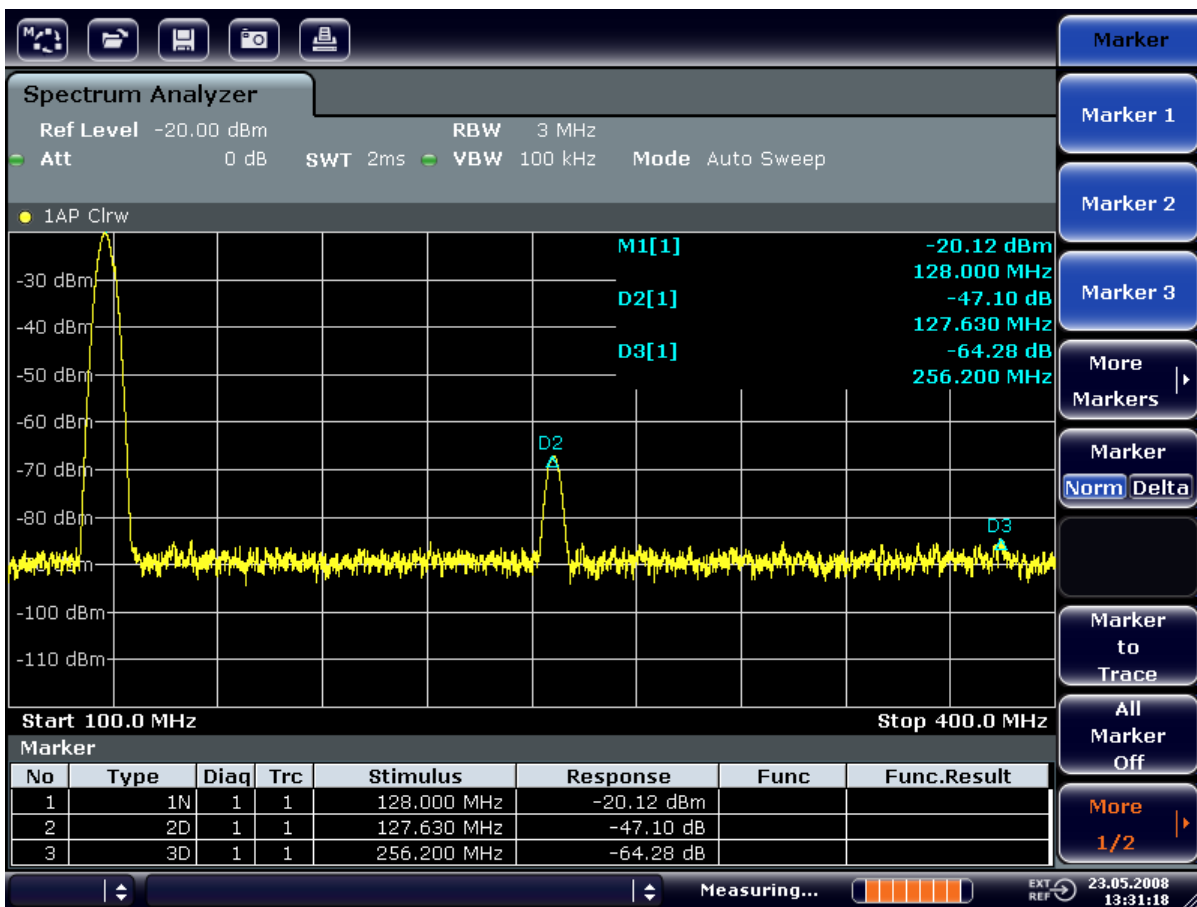 M
Marker
Spectrum Analyzer
Ref Level -20.00 dBm RBW 3 MHz
Att 0 dB SWT 2ms VBW 100 kHz Mode Auto Sweep
1AP Clrw
M1[1] -20.12 dBm
128.000 MHz
D2[1] -47.10 dB
127.630 MHz
D3[1] -64.28 dB
256.200 MHz
-30 dBm
-40 dBm
-50 dBm
-60 dBm
-70 dBm
-80 dBm
-100 dBm
-110 dBm
D2
D3
Start 100.0 MHz Stop 400.0 MHz
Marker
No Type Diag Trc Stimulus Response Func Func.Result
1 1N 1 1 128.000 MHz -20.12 dBm
2 2D 1 1 127.630 MHz -47.10 dB
3 3D 1 1 256.200 MHz -64.28 dB
Marker 1
Marker 2
Marker 3
More
Markers
Marker
Norm Delta
Marker
to
Trace
All
Marker
Off
More
1/2
Measuring...
EXT
REF
23.05.2008
13:31:18